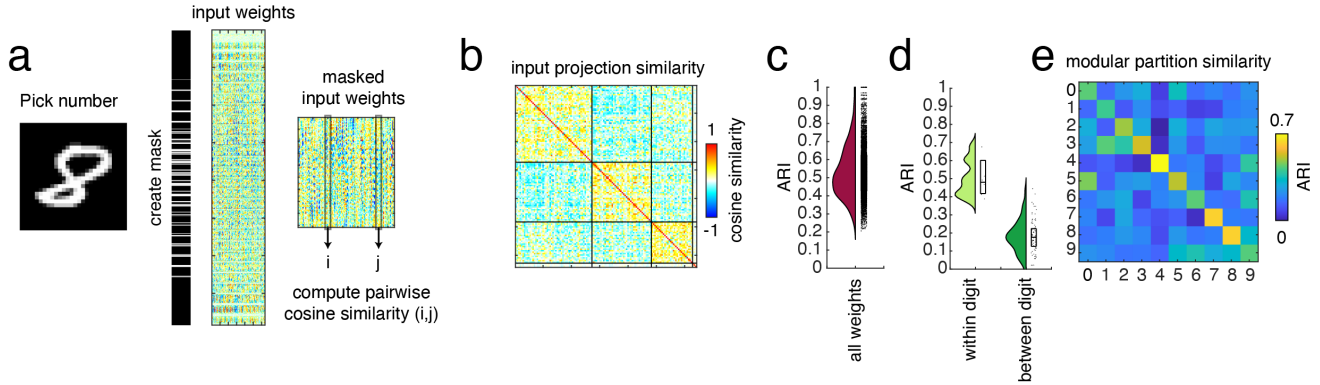 a
Pick number
create mask
input weights
masked
input weights
i
j
compute pairwise
cosine similarity (i,j)
b
input projection similarity
1
-1
cosine similarity
c
1
0.9
0.8
0.7
0.6
0.5
0.4
0.3
0.2
0.1
0
ARI
all weights
d
1
0.9
0.8
0.7
0.6
0.5
0.4
0.3
0.2
0.1
0
ARI
within digit
between digit
e
modular partition similarity
0
1
2
3
4
5
6
7
8
9
0 1 2 3 4 5 6 7 8 9
0.7
0
ARI